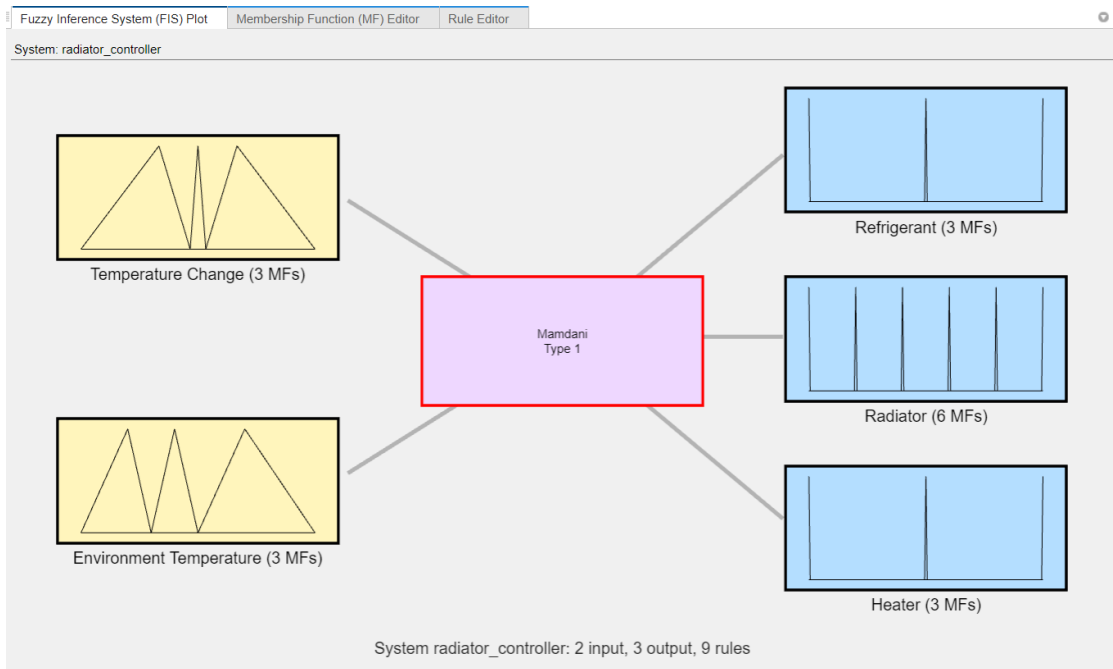 Fuzzy Inference System (FIS) Plot
Membership Function (MF) Editor
Rule Editor
System: radiator_controller
Temperature Change (3 MFs)
Environment Temperature (3 MFs)
Mamdani
Type 1
Refrigerant (3 MFs)
Radiator (6 MFs)
Heater (3 MFs)
System radiator_controller: 2 input, 3 output, 9 rules